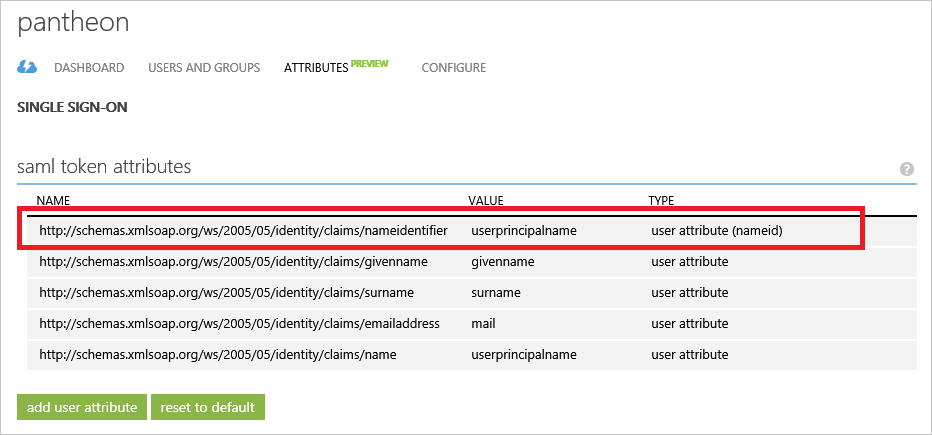 pantheon
DASHBOARD USERS AND GROUPS ATTRIBUTES PREVIEW CONFIGURE
SINGLE SIGN-ON
saml token attributes ?
NAME VALUE TYPE
http://schemas.xmlsoap.org/ws/2005/05/identity/claims/nameidentifier userprincipalname user attribute (nameid)
http://schemas.xmlsoap.org/ws/2005/05/identity/claims/givenname givenname user attribute
http://schemas.xmlsoap.org/ws/2005/05/identity/claims/surname surname user attribute
http://schemas.xmlsoap.org/ws/2005/05/identity/claims/emailaddress mail user attribute
http://schemas.xmlsoap.org/ws/2005/05/identity/claims/name userprincipalname user attribute
add user attribute reset to default